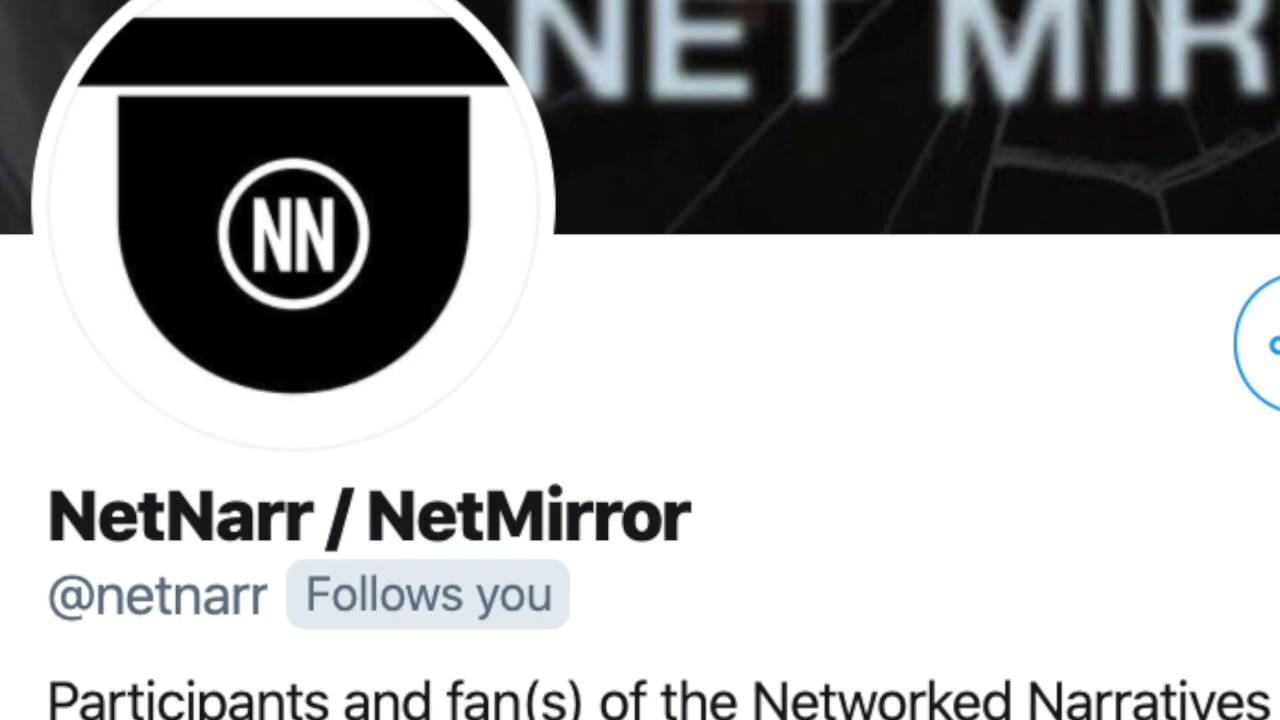 NET MIR
NN
NetNarr / NetMirror
@netnarr Follows you
Participants and fan(s) of the Networked Narratives